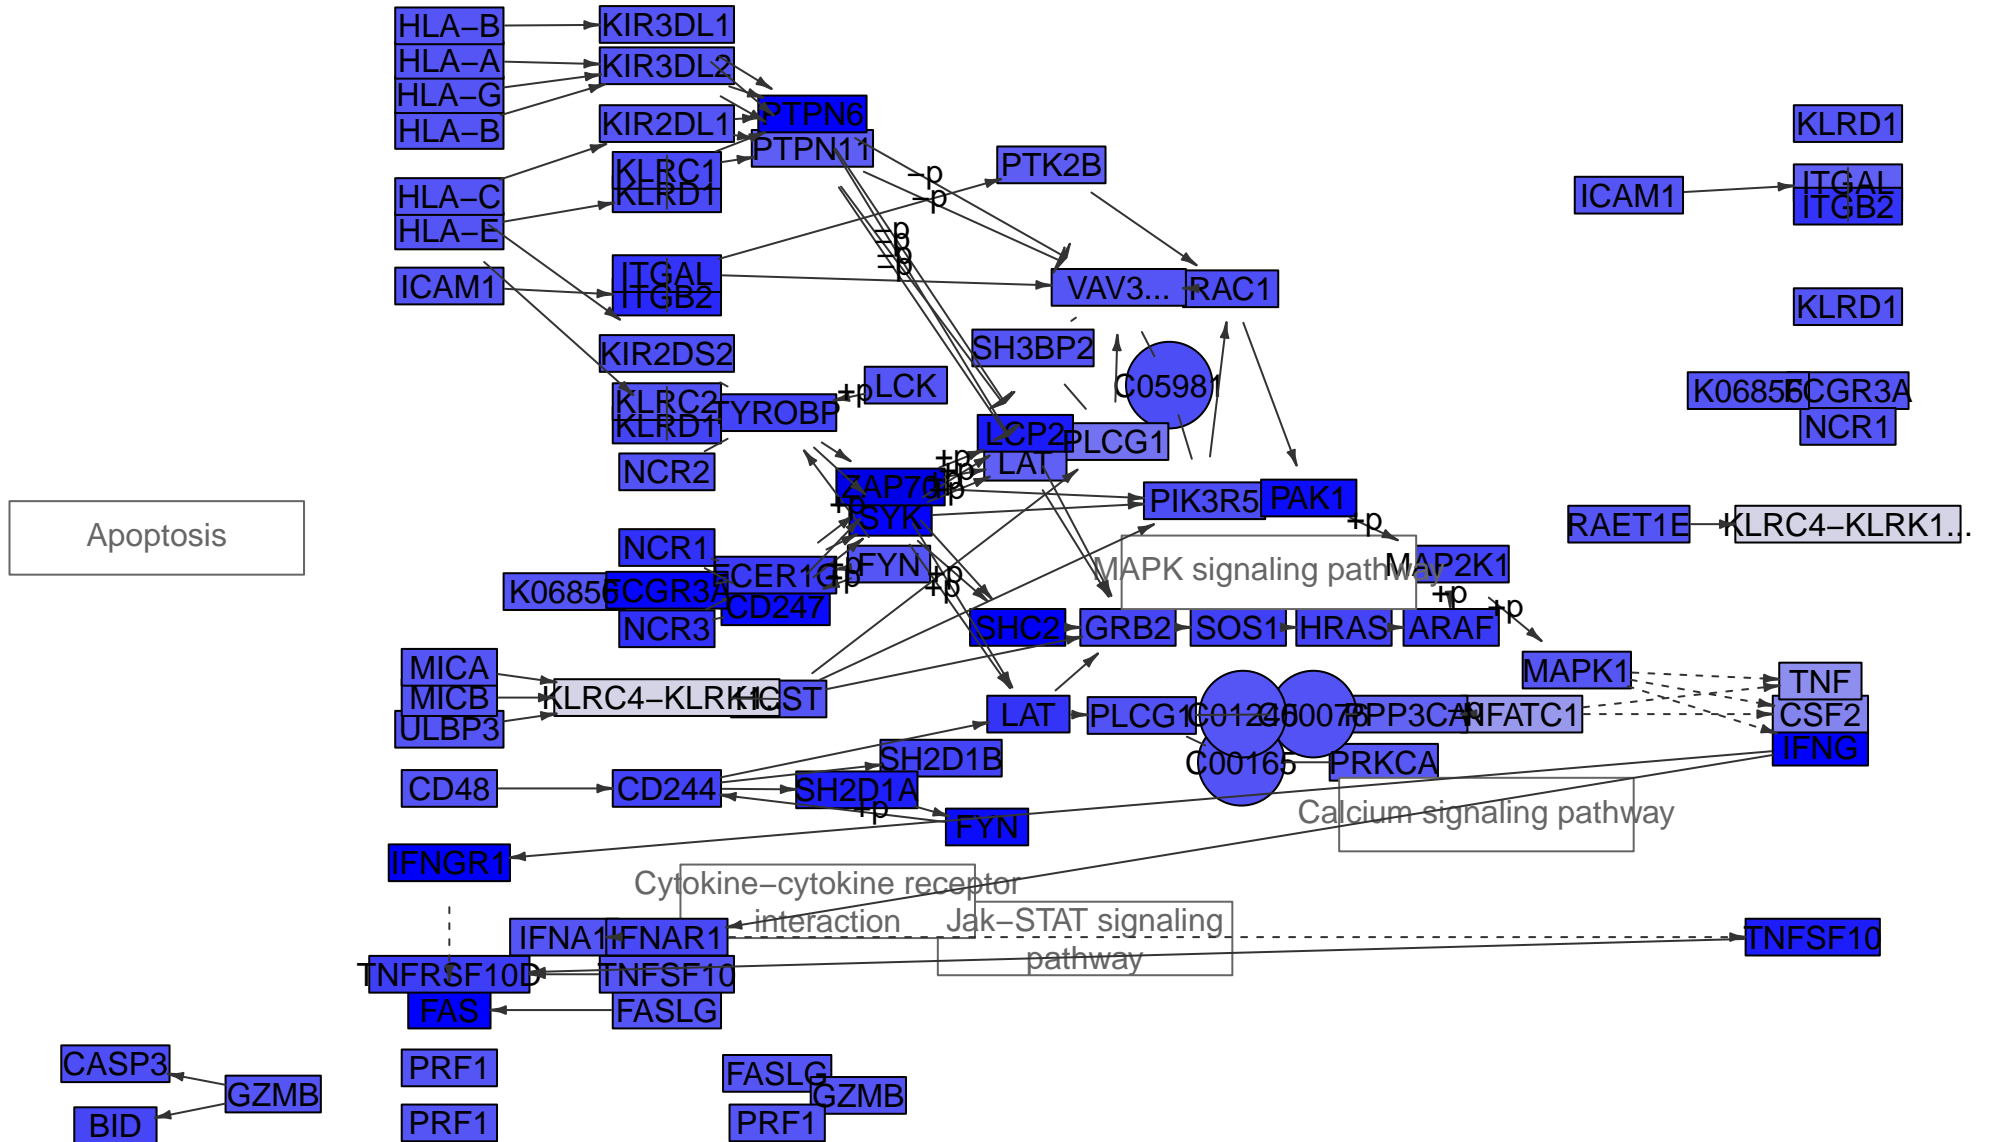 HLA−B
KIR3DL1
HLA−A
KIR3DL2
HLA−G
PTPN6
HLA−B
KIR2DL1
KLRD1
PTPN11
PTK2B
−p
KLRC1
KLRD1
ITGAL
ICAM1
ITGB2
HLA−C
−p
HLA−E
−p
−p
−p
−p
ITGAL
ICAM1
ITGB2
VAV3...
RAC1
KLRD1
SH3BP2
KIR2DS2
C05981
LCK
+p
K06856
FCGR3A
KLRC2
TYROBP
KLRD1
NCR1
LCP2
PLCG1
LAT
NCR2
+p
+p
+p
+p
ZAP70
PIK3R5
PAK1
+p
SYK
+p
RAET1E
KLRC4−KLRK1...
Apoptosis
NCR1
FCER1G
FYN
+p
+p
+p
+p
MAPK signaling pathway
MAP2K1
K06856
FCGR3A
CD247
+p
+p
NCR3
SHC2
GRB2
SOS1
HRAS
ARAF
MICA
MAPK1
TNF
MICB
KLRC4−KLRK1...
HCST
ULBP3
LAT
PLCG1
C01245
C00076
PPP3CA
−p
NFATC1
CSF2
IFNG
SH2D1B
C00165
PRKCA
CD48
CD244
SH2D1A
+p
FYN
Calcium signaling pathway
IFNGR1
Cytokine−cytokine receptor
interaction
Jak−STAT signaling
pathway
IFNA1
IFNAR1
TNFSF10
TNFRSF10D
TNFSF10
FAS
FASLG
CASP3
PRF1
FASLG
GZMB
GZMB
BID
PRF1
PRF1